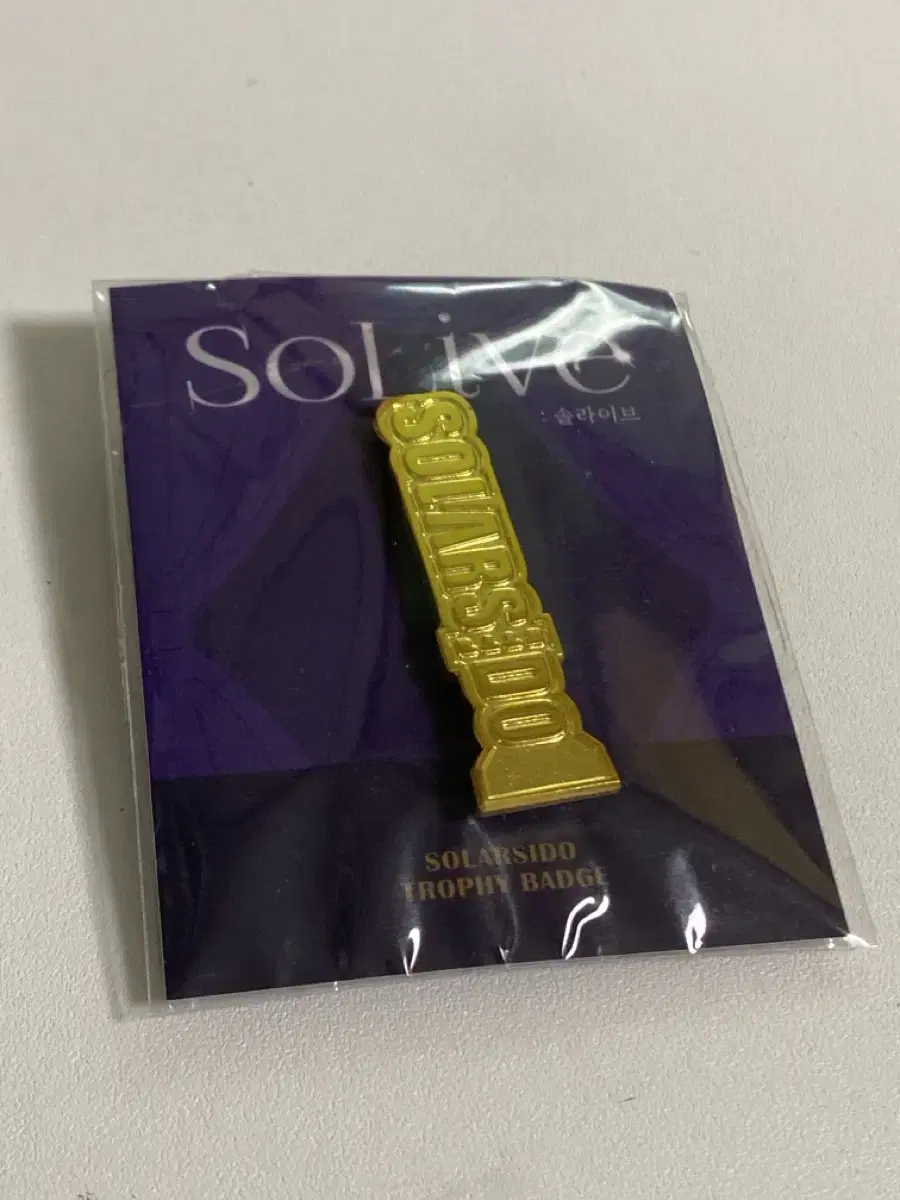 SoLive
: 솔라이브
SOLARSIDO
SOLARSIDO
TROPHY BADGE